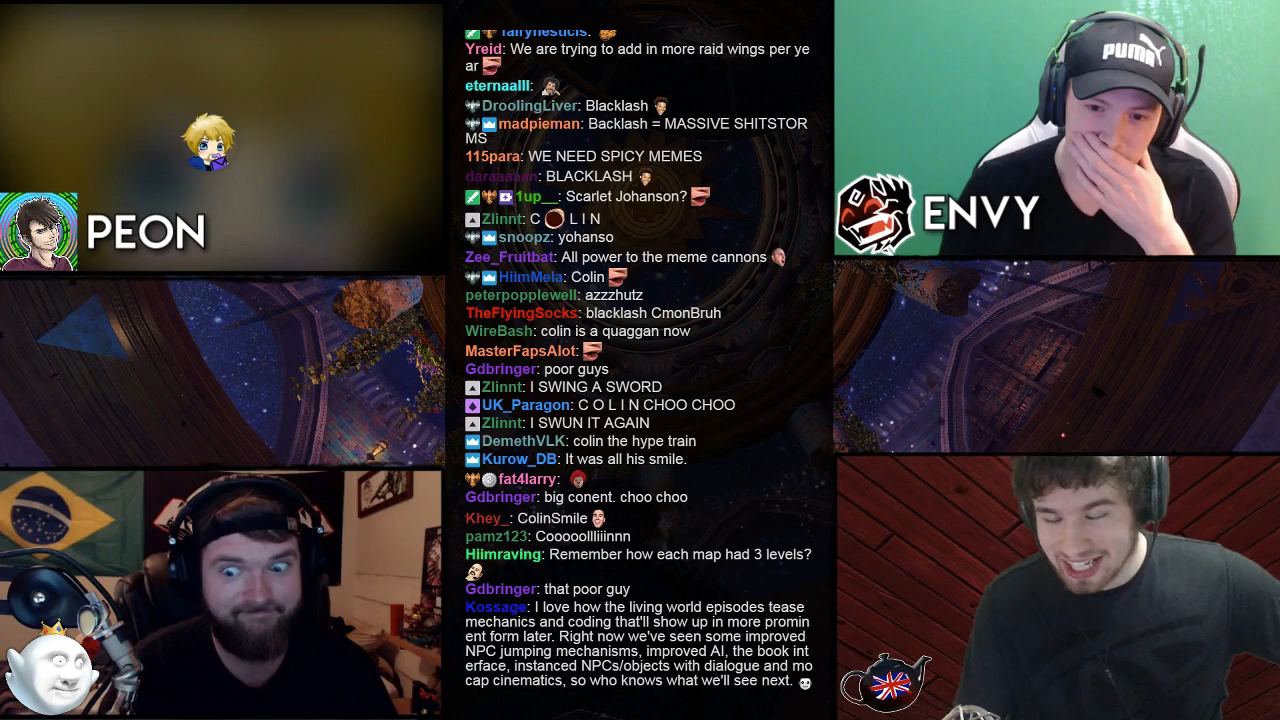 fairynesticis:
Yreid: We are trying to add in more raid wings per ye
ar
eternaalll:
DroolingLiver: Blacklash
madpieman: Backlash = MASSIVE SHITSTOR
MS
115para: WE NEED SPICY MEMES
daraaaaan: BLACKLASH
1up__: Scarlet Johanson?
Zlinnt: C O L I N
snoopz: yohanso
Zee_Fruitbat: All power to the meme cannons
HiimMela: Colin
peterpopplewell: azzzhutz
TheFlyingSocks: blacklash CmonBruh
WireBash: colin is a quaggan now
MasterFapsAlot:
Gdbringer: poor guys
Zlinnt: I SWING A SWORD
UK_Paragon: C O L I N CHOO CHOO
Zlinnt: I SWUN IT AGAIN
DemethVLK: colin the hype train
Kurow_DB: It was all his smile.
fat4larry:
Gdbringer: big conent. choo choo
Khey_: ColinSmile
pamz123: Cooooolllliiinnn
Hiimraving: Remember how each map had 3 levels?
Gdbringer: that poor guy
Kossage: I love how the living world episodes tease
mechanics and coding that'll show up in more promin
ent form later. Right now we've seen some improved
NPC jumping mechanisms, improved AI, the book int
erface, instanced NPCs/objects with dialogue and mo
cap cinematics, so who knows what we'll see next.
PEON
PUMA
ENVY